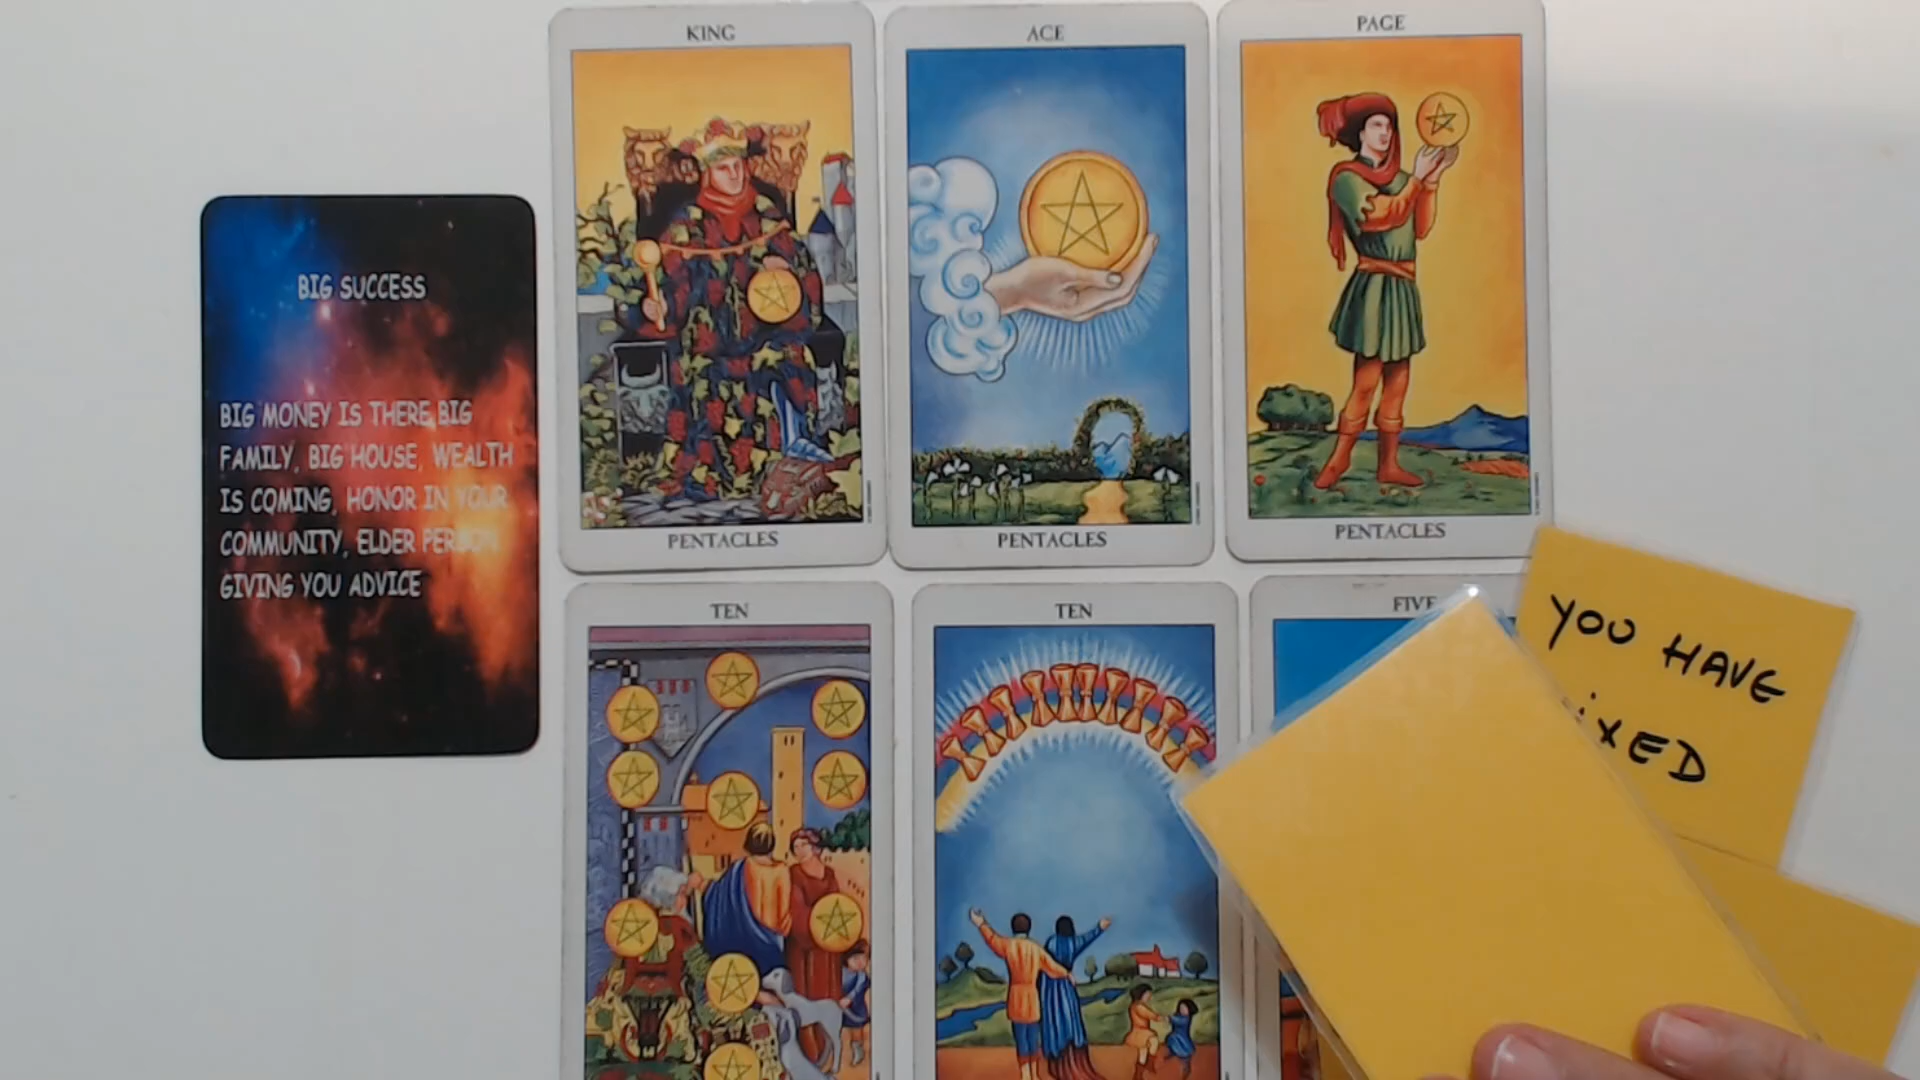 KING
ACE
PAGE
BIG SUCCESS
BIG MONEY IS THERE, BIG
FAMILY, BIG HOUSE, WEALTH
IS COMING, HONOR IN YOUR
COMMUNITY, ELDER PERSON
GIVING YOU ADVICE
PENTACLES
PENTACLES
PENTACLES
TEN
TEN
FIVE
YOU HAVE